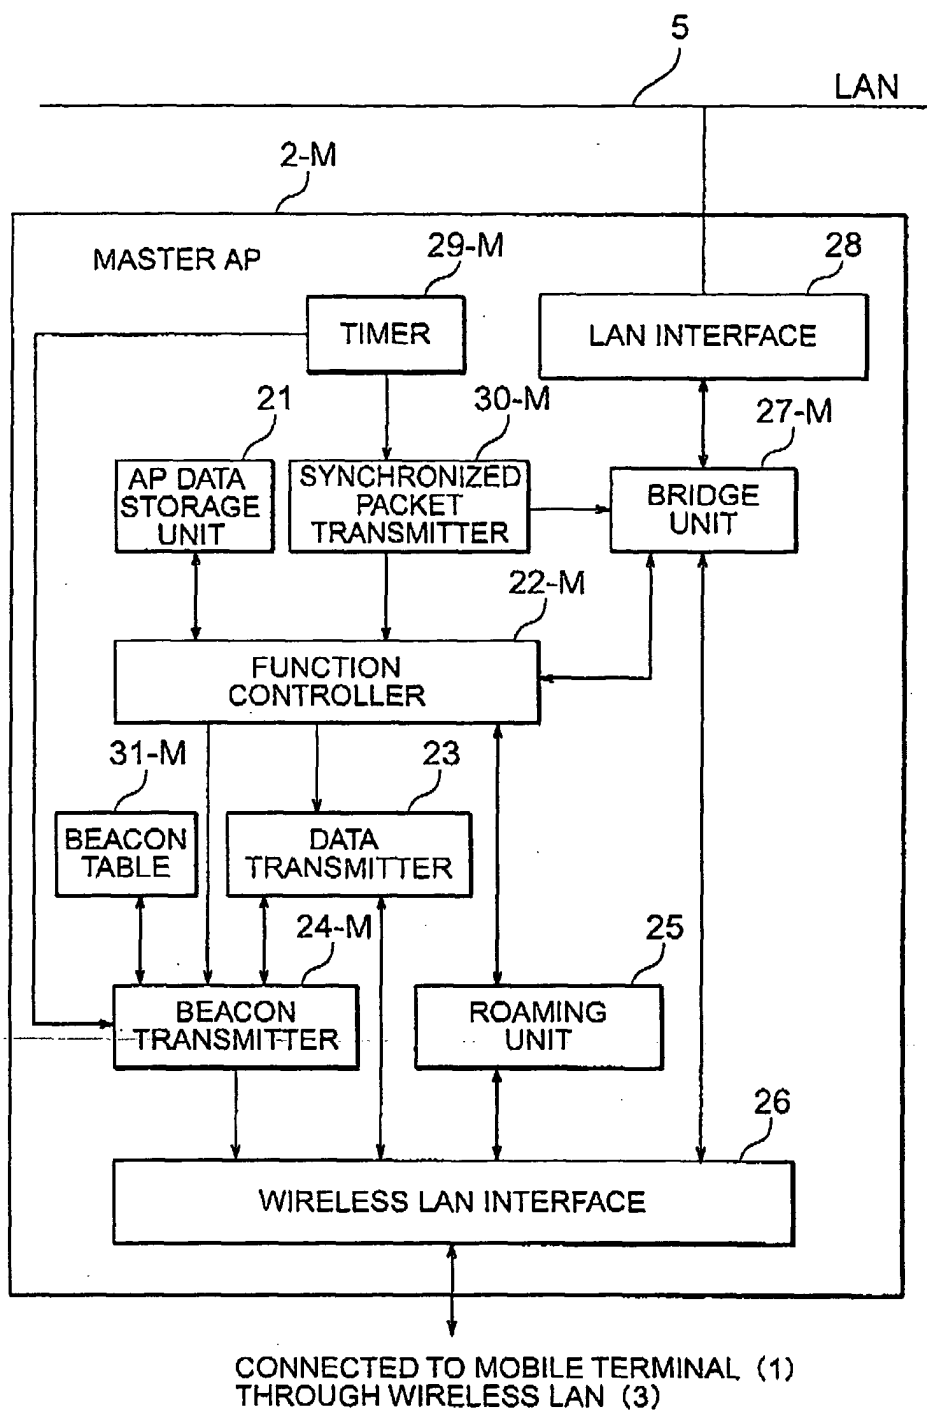 5
LAN
2-M
MASTER AP
29-M
28
TIMER
LAN INTERFACE
21
30-M
27-M
AP DATA
STORAGE
UNIT
SYNCHRONIZED
PACKET
TRANSMITTER
BRIDGE
UNIT
22-M
FUNCTION
CONTROLLER
31-M
23
BEACON
TABLE
DATA
TRANSMITTER
24-M
25
BEACON
TRANSMITTER
ROAMING
UNIT
26
WIRELESS LAN INTERFACE
CONNECTED TO MOBILE TERMINAL (1)
THROUGH WIRELESS LAN (3)